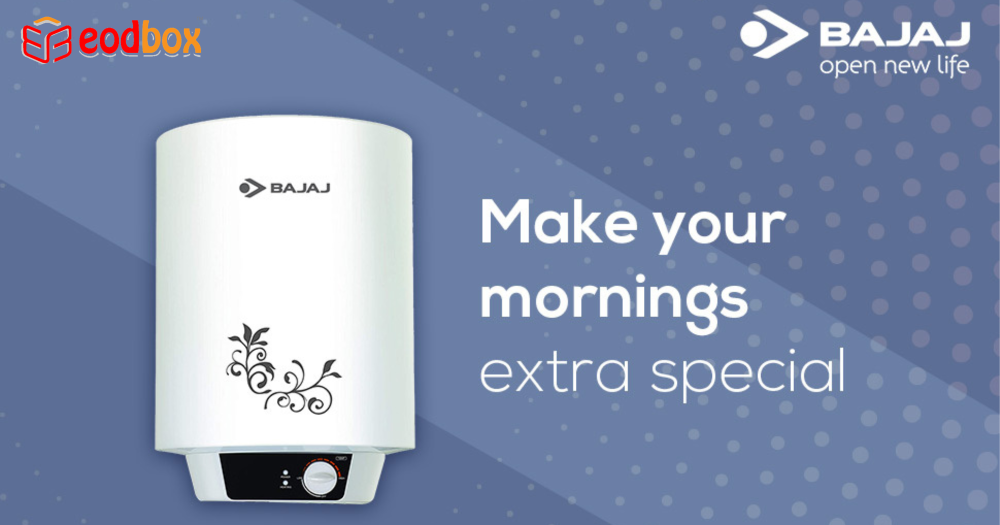 eodbox
BAJAJ
open new life
BAJAJ
Make your
mornings
extra special